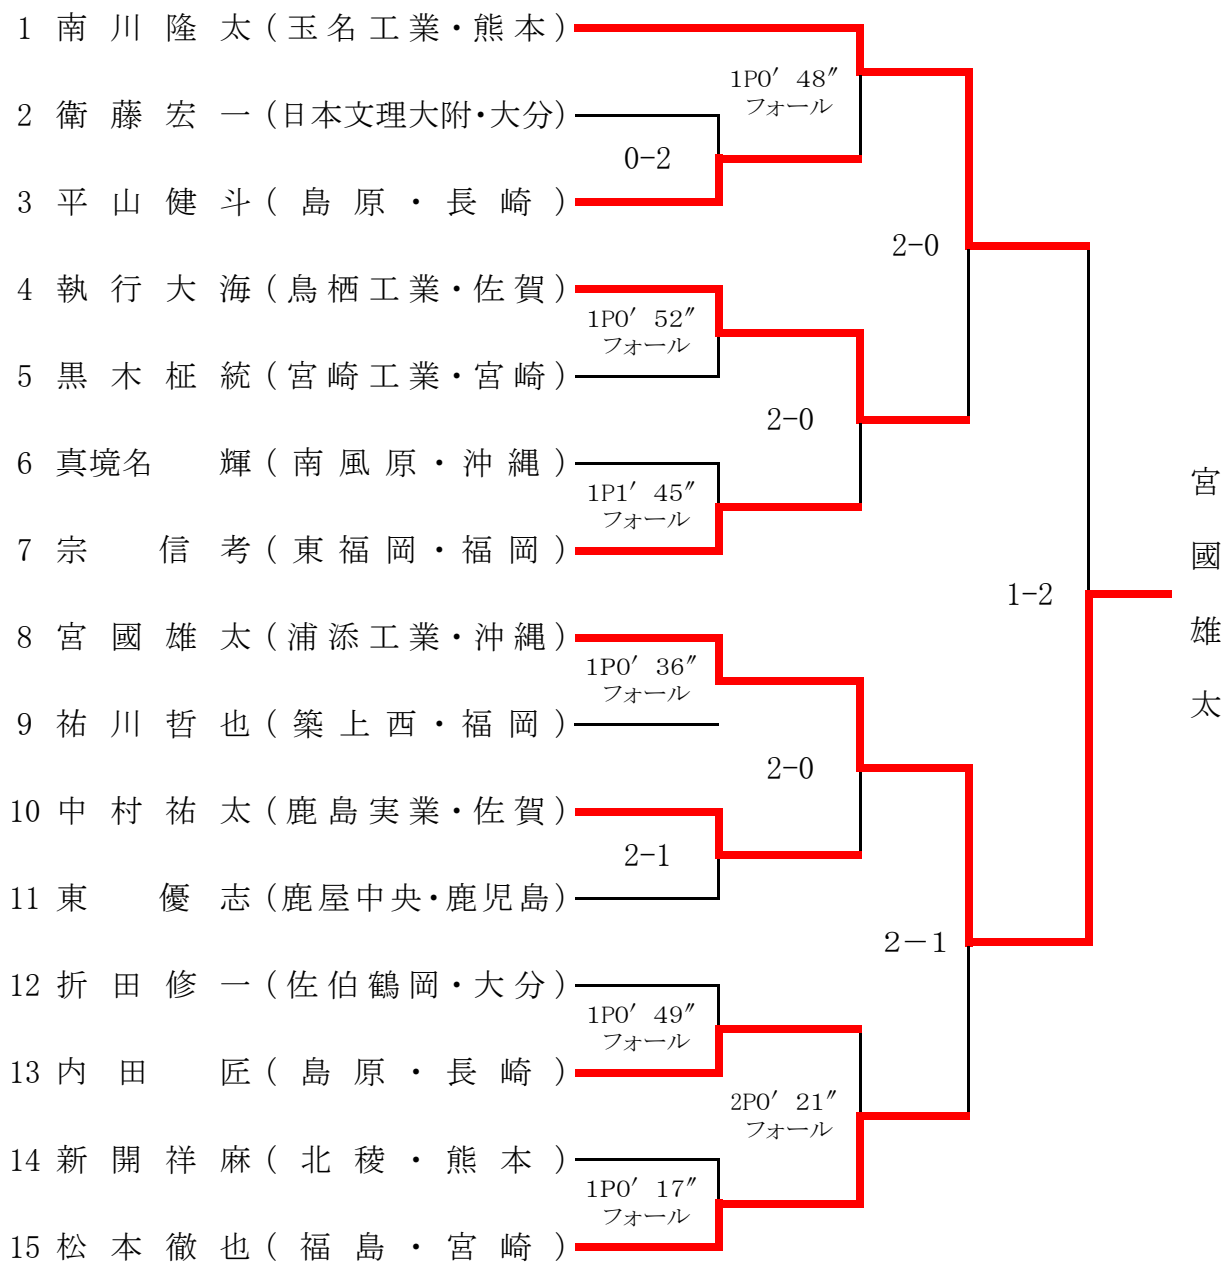 1 南川隆太(玉名工業・熊本)
1P0′48″
フォール
2 衛藤宏一(日本文理大附・大分)
0-2
3 平山健斗(島原・長崎)
2-0
4 執行大海(鳥栖工業・佐賀)
1P0′52″
フォール
5 黒木柾統(宮崎工業・宮崎)
2-0
6 真境名 輝(南風原・沖縄)
1P1′45″
フォール
7 宗 信考(東福岡・福岡)
1-2
宮國雄太
8 宮國雄太(浦添工業・沖縄)
1P0′36″
フォール
9 祐川哲也(築上西・福岡)
2-0
10 中村祐太(鹿島実業・佐賀)
2-1
11 東 優志(鹿屋中央・鹿児島)
2－1
12 折田修一(佐伯鶴岡・大分)
1P0′49″
フォール
13 内田 匠(島原・長崎)
2P0′21″
フォール
14 新開祥麻(北稜・熊本)
1P0′17″
フォール
15 松本徹也(福島・宮崎)